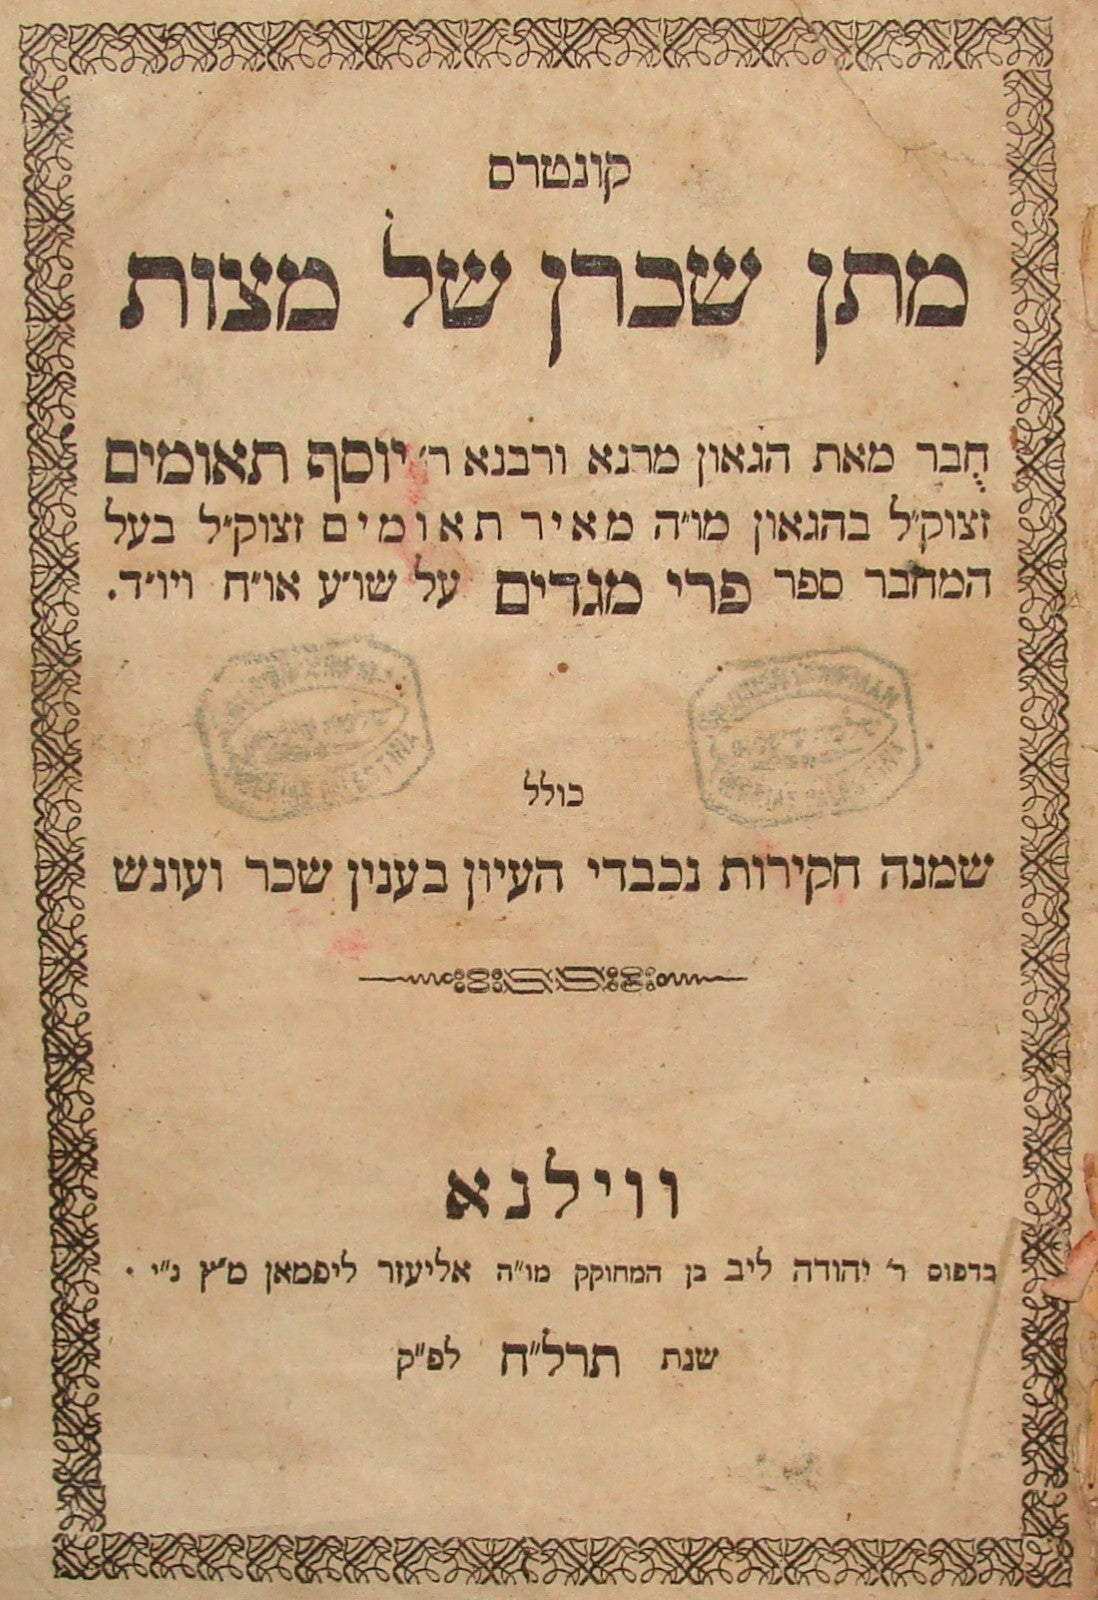 קונטרס
מתן שכרן של מצות
חֻבר מאת הגאון מרנא ורבנא ר׳ יוסף תאומים
זצוק״ל בהגאון מו״ה מאיר תאומים זצוק״ל בעל
המחבר ספר פרי מגדים על שו״ע או״ח ויו״ד.
כולל
שמנה חקירות נכבדי העיון בענין שכר ועונש
ווילנא
בדפוס ר׳ יהודה ליב בן המחוקק מו״ה אליעזר ליפמאן מ״ץ נ״י .
שנת תרל״ח לפ״ק